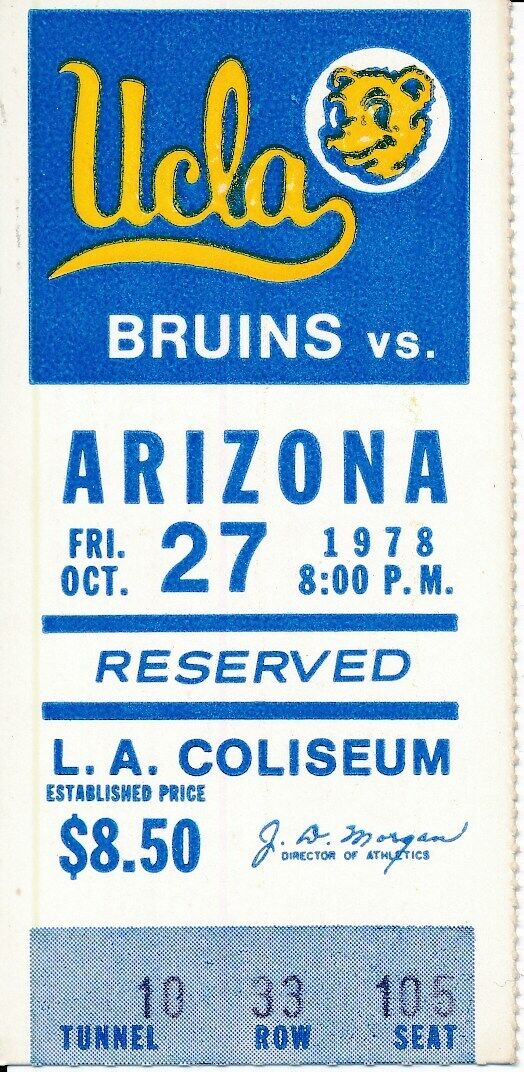 Ucla
BRUINS vs.
ARIZONA
FRI. OCT. 27 1978 8:00 P.M.
RESERVED
L. A. COLISEUM
ESTABLISHED PRICE
$8.50
J. D. Morgan
DIRECTOR OF ATHLETICS
10 33 105
TUNNEL ROW SEAT